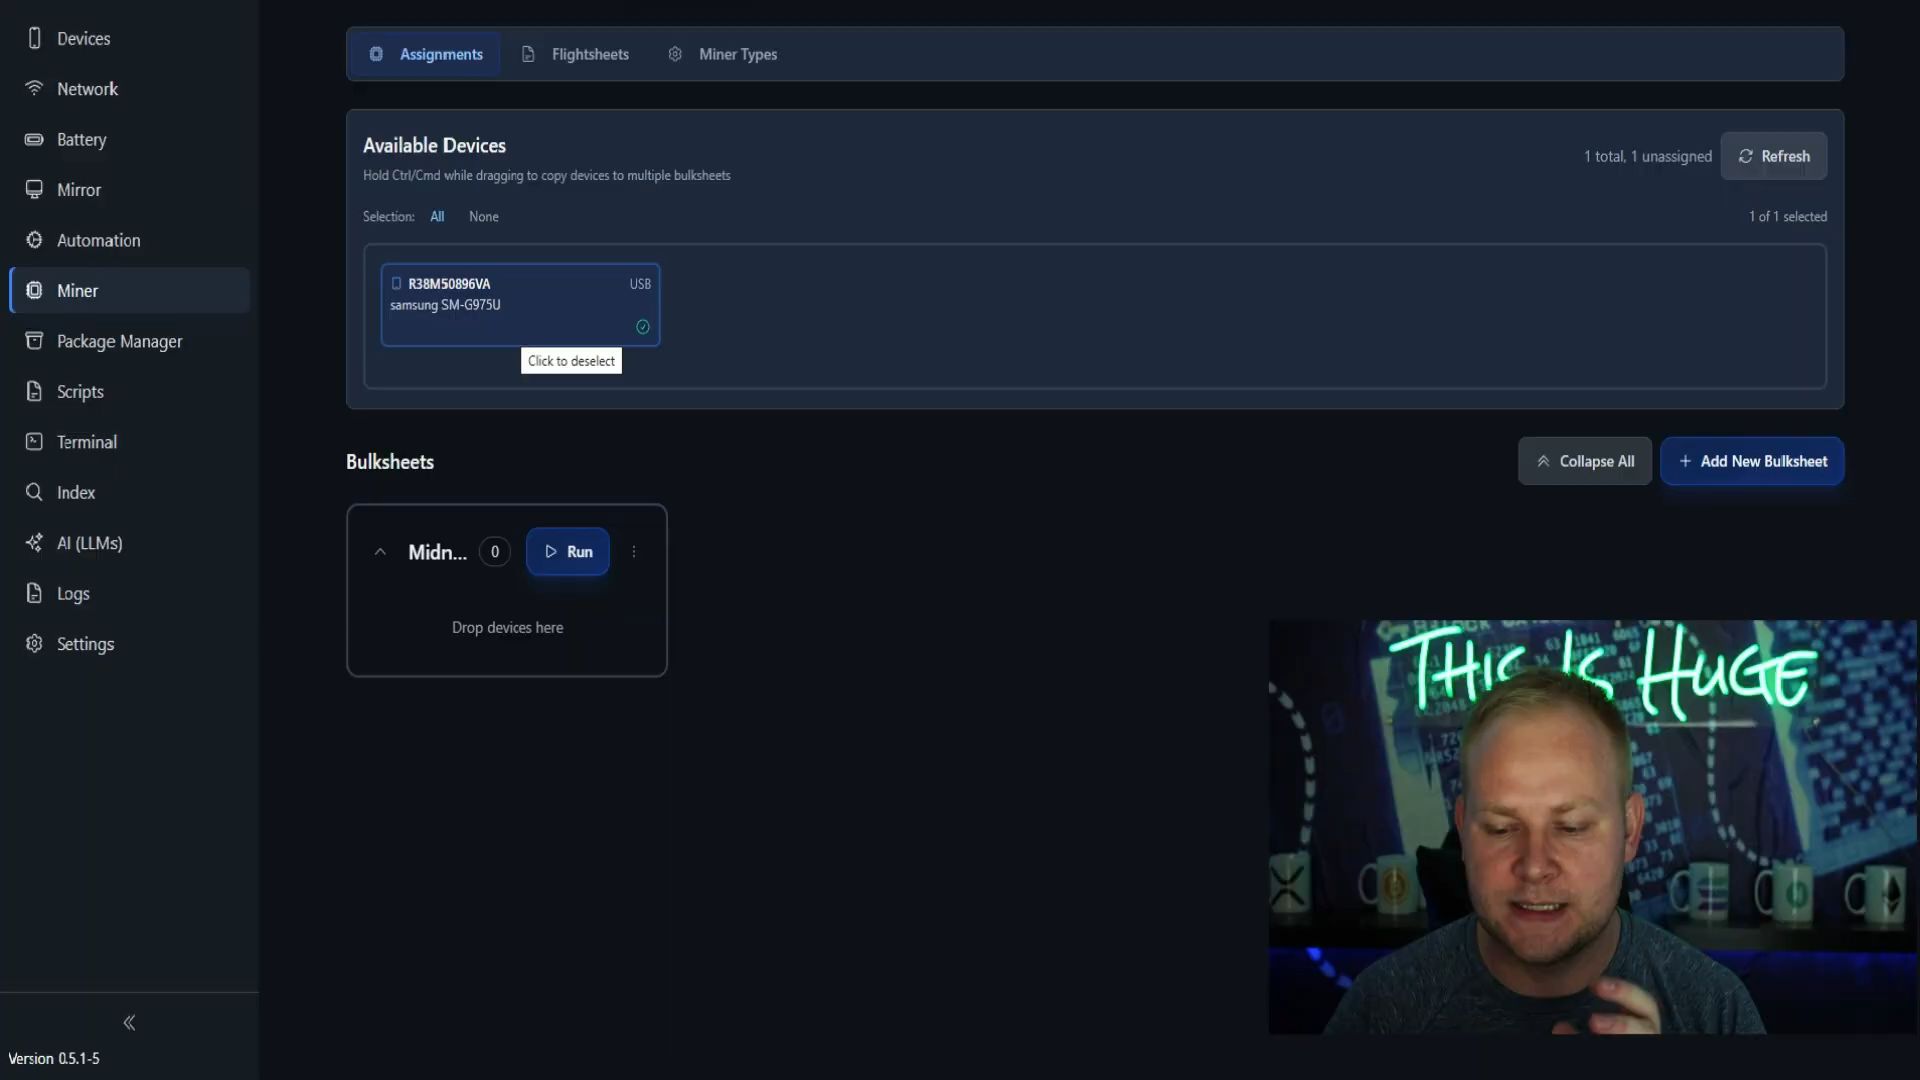 Devices
Network
Battery
Mirror
Automation
Miner
Package Manager
Scripts
Terminal
Index
AI (LLMs)
Logs
Settings
Version 0.5.1-5
Assignments
Flightsheets
Miner Types
Available Devices
1 total, 1 unassigned
Refresh
Hold Ctrl/Cmd while dragging to copy devices to multiple bulksheets
Selection: All None
1 of 1 selected
R38M50896VA USB
samsung SM-G975U
Click to deselect
Bulksheets
Collapse All
+ Add New Bulksheet
Midn... 0 Run
Drop devices here
THIS IS HUGE